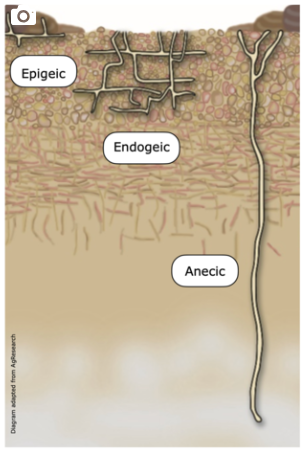 Epigeic
Endogeic
Anecic
Diagram adapted from AgResearch